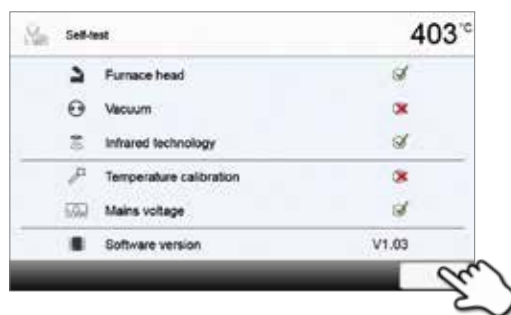 Self-test 403 °C
Furnace head
Vacuum
Infrared technology
Temperature calibration
Mains voltage
Software version V1.03